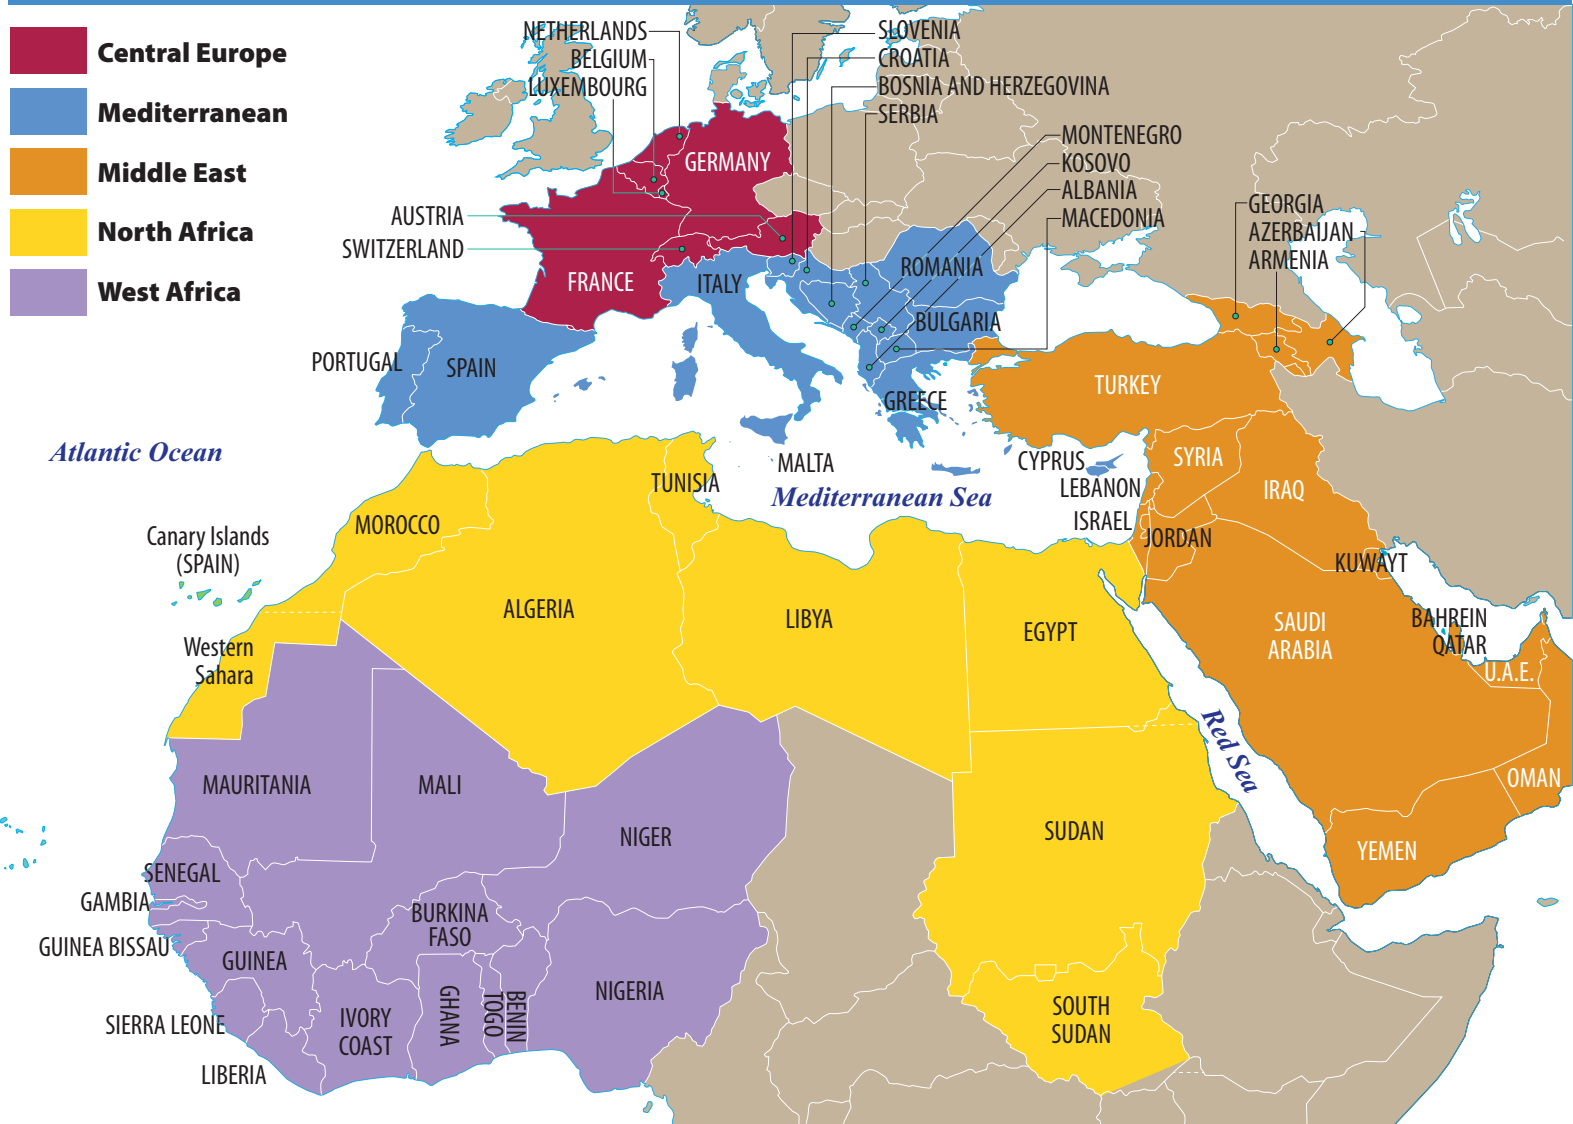 Central Europe
Mediterranean
Middle East
North Africa
West Africa
NETHERLANDS
BELGIUM
LUXEMBOURG
SLOVENIA
CROATIA
BOSNIA AND HERZEGOVINA
SERBIA
MONTENEGRO
KOSOVO
ALBANIA
MACEDONIA
GERMANY
AUSTRIA
SWITZERLAND
FRANCE
ITALY
ROMANIA
BULGARIA
GEORGIA
AZERBAIJAN
ARMENIA
PORTUGAL
SPAIN
GREECE
TURKEY
Atlantic Ocean
MALTA
Mediterranean Sea
CYPRUS
LEBANON
ISRAEL
SYRIA
IRAQ
JORDAN
KUWAYT
TUNISIA
MOROCCO
Canary Islands
(SPAIN)
ALGERIA
LIBYA
EGYPT
SAUDI
ARABIA
BAHREIN
QATAR
U.A.E.
Western
Sahara
Red Sea
OMAN
YEMEN
MAURITANIA
MALI
NIGER
SUDAN
SENEGAL
GAMBIA
GUINEA BISSAU
GUINEA
BURKINA
FASO
SIERRA LEONE
LIBERIA
IVORY
COAST
GHANA
TOGO
BENIN
NIGERIA
SOUTH
SUDAN